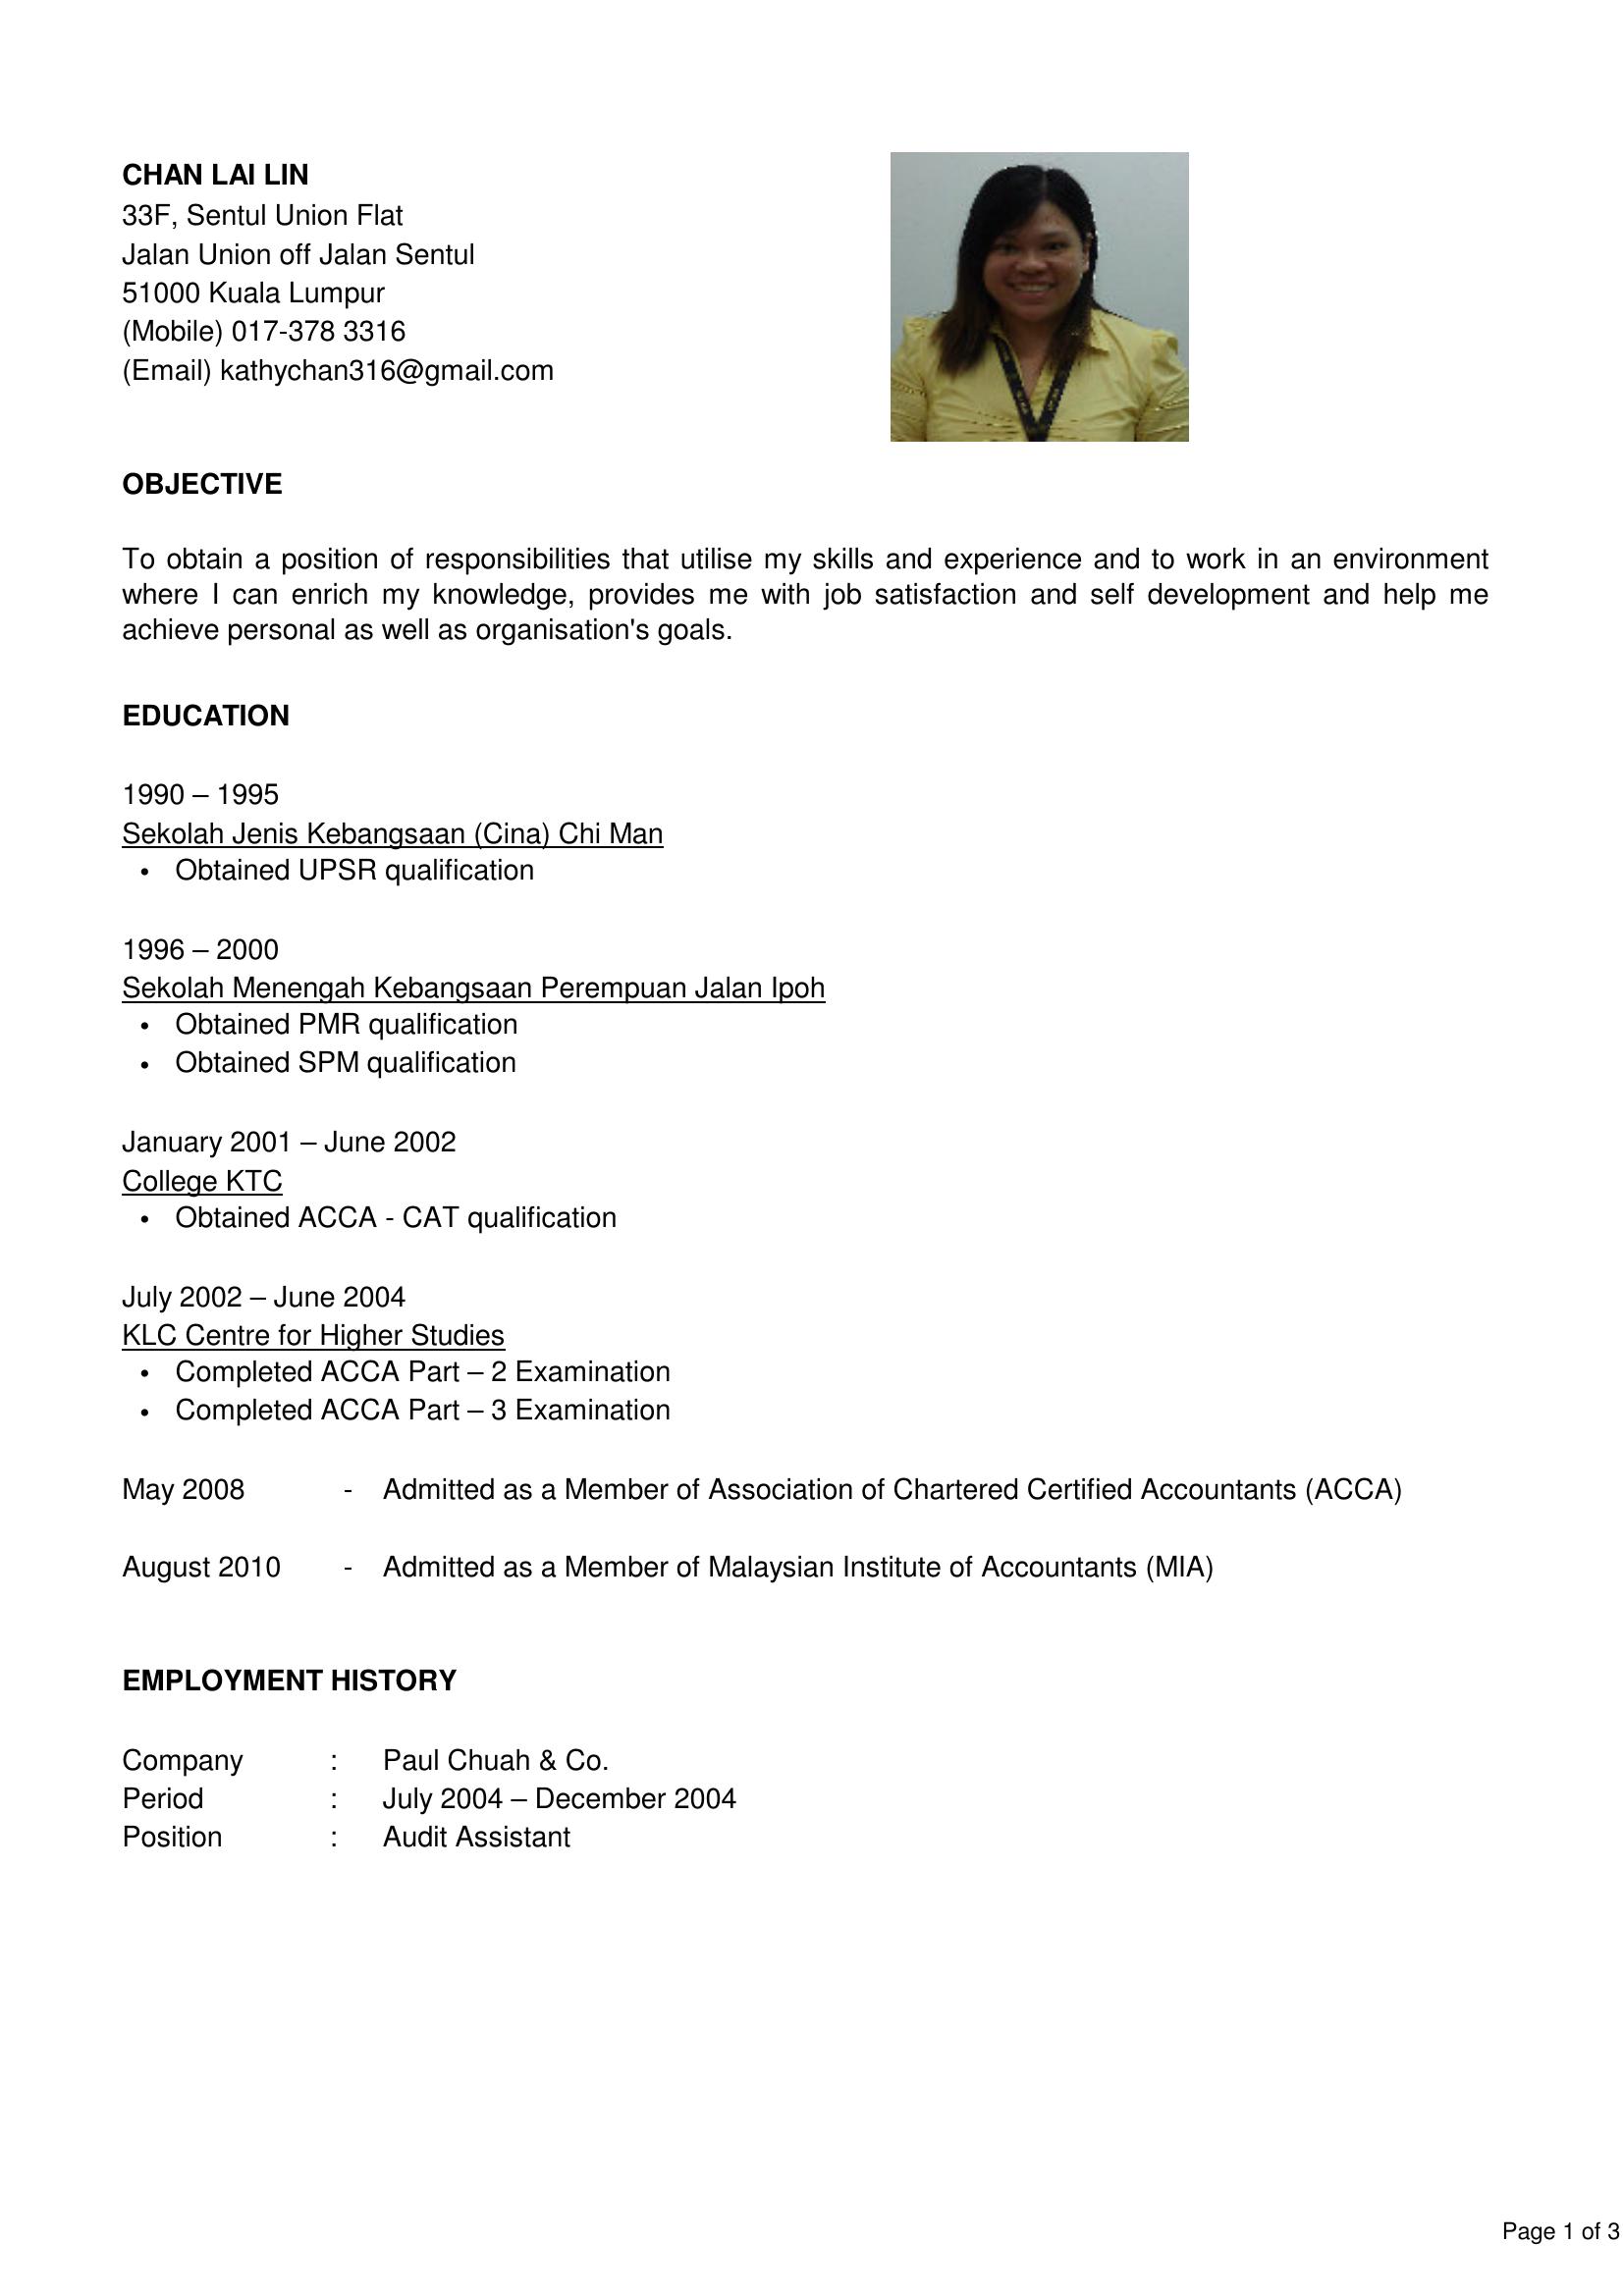 CHAN LAI LIN
33F, Sentul Union Flat
Jalan Union off Jalan Sentul
51000 Kuala Lumpur
(Mobile) 017-378 3316
(Email) kathychan316@gmail.com
OBJECTIVE
To obtain a position of responsibilities that utilise my skills and experience and to work in an environment
where I can enrich my knowledge, provides me with job satisfaction and self development and help me
achieve personal as well as organisation's goals.
EDUCATION
1990 – 1995
Sekolah Jenis Kebangsaan (Cina) Chi Man
• Obtained UPSR qualification
1996 – 2000
Sekolah Menengah Kebangsaan Perempuan Jalan Ipoh
• Obtained PMR qualification
• Obtained SPM qualification
January 2001 – June 2002
College KTC
• Obtained ACCA - CAT qualification
July 2002 – June 2004
KLC Centre for Higher Studies
• Completed ACCA Part – 2 Examination
• Completed ACCA Part – 3 Examination
May 2008 - Admitted as a Member of Association of Chartered Certified Accountants (ACCA)
August 2010 - Admitted as a Member of Malaysian Institute of Accountants (MIA)
EMPLOYMENT HISTORY
Company : Paul Chuah & Co.
Period : July 2004 – December 2004
Position : Audit Assistant
Page 1 of 3